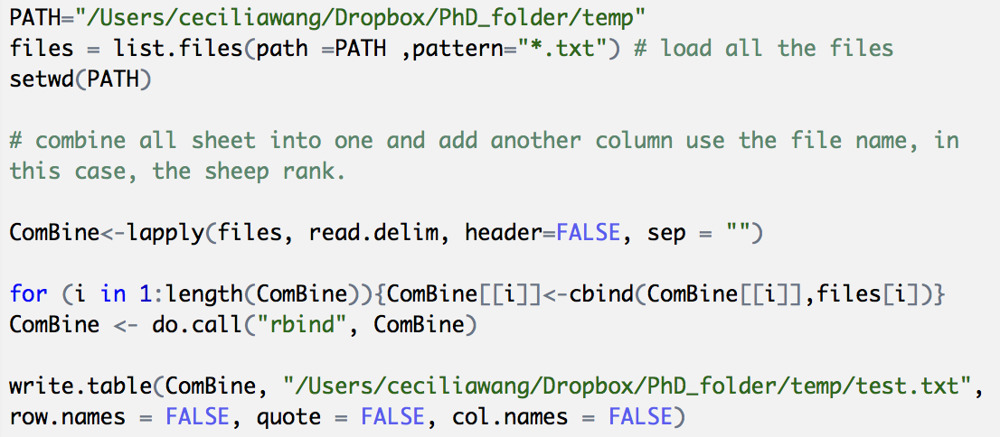 PATH="/Users/ceciliawang/Dropbox/PhD_folder/temp"
files = list.files(path =PATH ,pattern="*.txt") # load all the files
setwd(PATH)
# combine all sheet into one and add another column use the file name, in
this case, the sheep rank.
ComBine<-lapply(files, read.delim, header=FALSE, sep = "")
for (i in 1:length(ComBine)){ComBine[[i]]<-cbind(ComBine[[i]],files[i])}
ComBine <- do.call("rbind", ComBine)
write.table(ComBine, "/Users/ceciliawang/Dropbox/PhD_folder/temp/test.txt",
row.names = FALSE, quote = FALSE, col.names = FALSE)